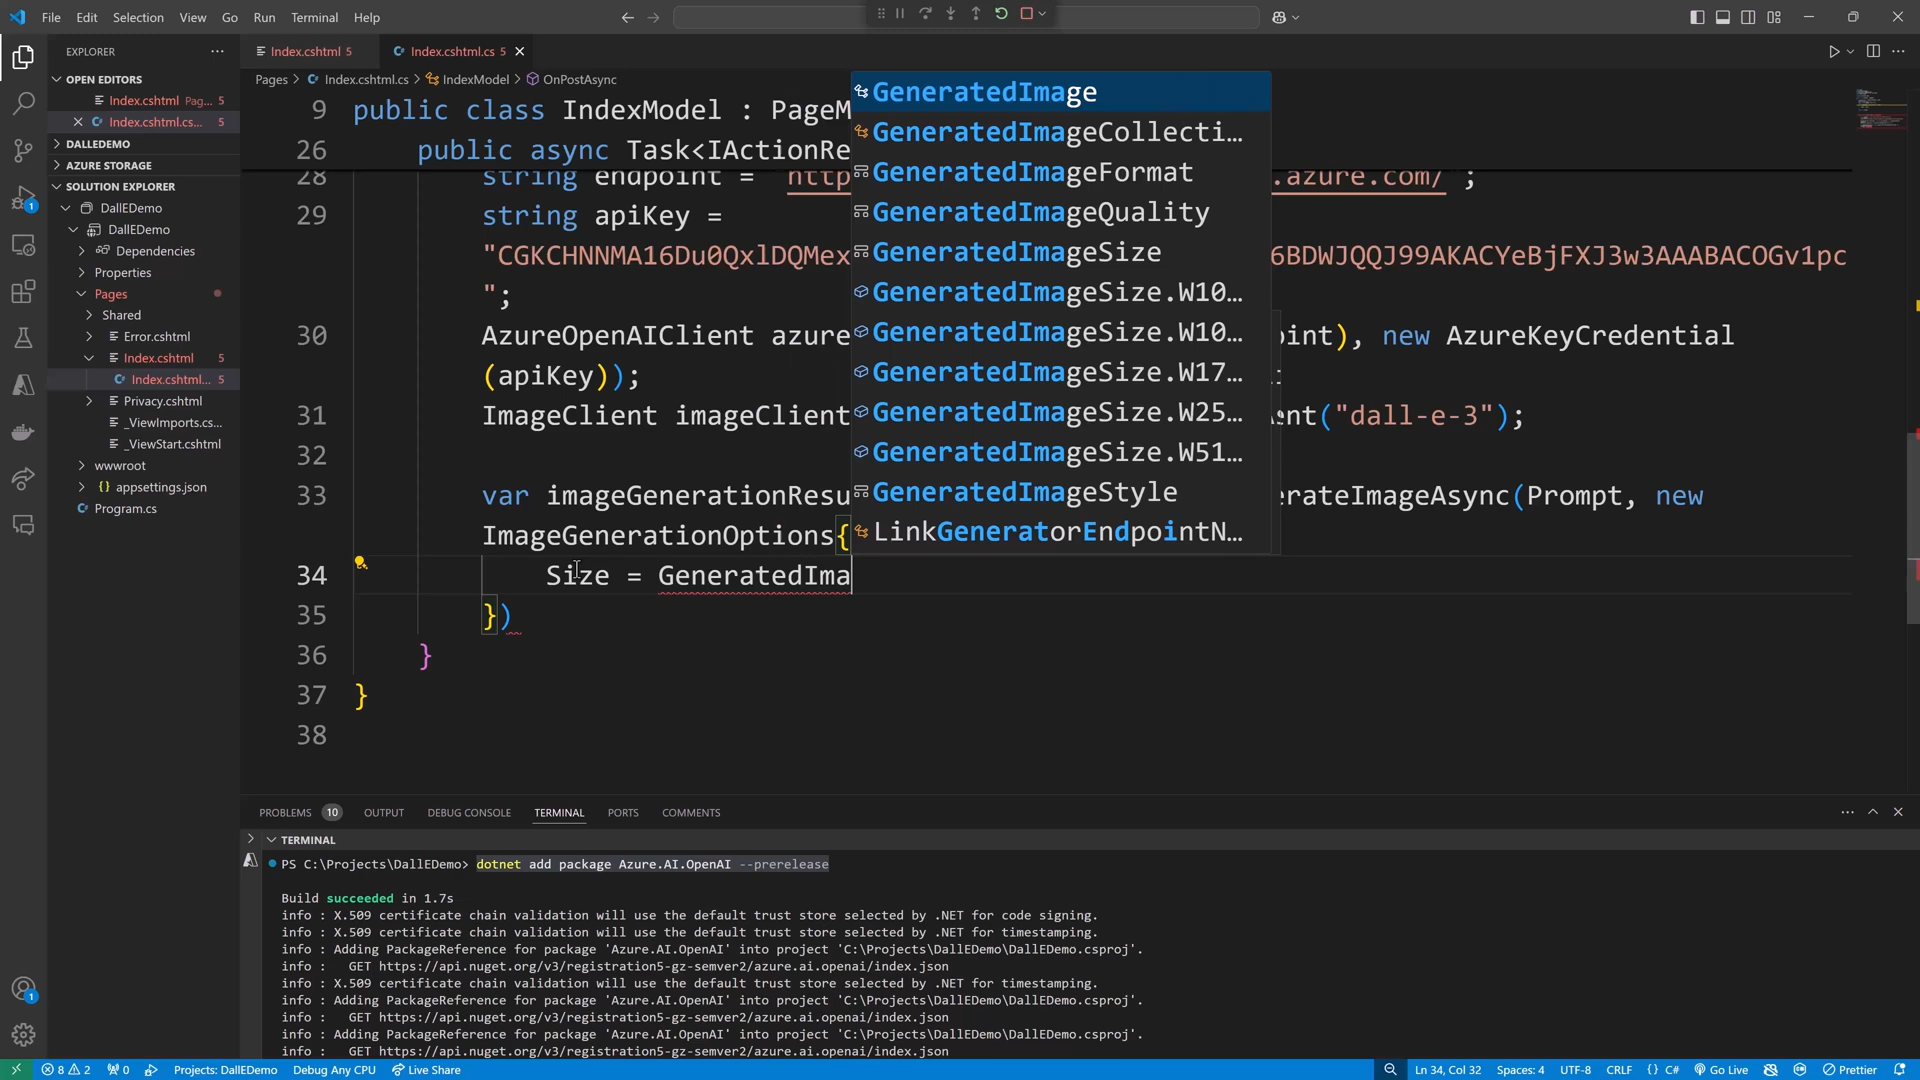 File Edit Selection View Go Run Terminal Help
EXPLORER
OPEN EDITORS
Index.cshtml Pag... 5
Index.cshtml.cs... 5
DALLEDEMO
AZURE STORAGE
SOLUTION EXPLORER
DallEDemo
DallEDemo
Dependencies
Properties
Pages
Shared
Error.cshtml
Index.cshtml 5
Index.cshtml... 5
Privacy.cshtml
_ViewImports.cs...
_ViewStart.cshtml
wwwroot
appsettings.json
Program.cs
Index.cshtml 5 Index.cshtml.cs 5
Pages > Index.cshtml.cs > IndexModel > OnPostAsync
9 public class IndexModel : PageM
26 public async Task<IActionRe
28 string endpoint = "http .azure.com/";
29 string apiKey =
"CGKCHNNMA16Du0QxlDQMex 6BDWJQQJ99AKACYeBjFXJ3w3AAABACOGv1pc
";
30 AzureOpenAIClient azure oint), new AzureKeyCredential
(apiKey));
31 ImageClient imageClient ent("dall-e-3");
32
33 var imageGenerationResu erateImageAsync(Prompt, new
ImageGenerationOptions{
34 Size = GeneratedIma
35 })
36 }
37 }
38
GeneratedImage
GeneratedImageCollecti...
GeneratedImageFormat
GeneratedImageQuality
GeneratedImageSize
GeneratedImageSize.W10...
GeneratedImageSize.W10...
GeneratedImageSize.W17...
GeneratedImageSize.W25...
GeneratedImageSize.W51...
GeneratedImageStyle
LinkGeneratorEndpointN...
PROBLEMS 10 OUTPUT DEBUG CONSOLE TERMINAL PORTS COMMENTS
TERMINAL
PS C:\Projects\DallEDemo> dotnet add package Azure.AI.OpenAI --prerelease
Build succeeded in 1.7s
info : X.509 certificate chain validation will use the default trust store selected by .NET for code signing.
info : X.509 certificate chain validation will use the default trust store selected by .NET for timestamping.
info : Adding PackageReference for package 'Azure.AI.OpenAI' into project 'C:\Projects\DallEDemo\DallEDemo.csproj'.
info :   GET https://api.nuget.org/v3/registration5-gz-semver2/azure.ai.openai/index.json
info : X.509 certificate chain validation will use the default trust store selected by .NET for timestamping.
info : Adding PackageReference for package 'Azure.AI.OpenAI' into project 'C:\Projects\DallEDemo\DallEDemo.csproj'.
info :   GET https://api.nuget.org/v3/registration5-gz-semver2/azure.ai.openai/index.json
info : Adding PackageReference for package 'Azure.AI.OpenAI' into project 'C:\Projects\DallEDemo\DallEDemo.csproj'.
info :   GET https://api.nuget.org/v3/registration5-gz-semver2/azure.ai.openai/index.json
8 2 0 Projects: DallEDemo Debug Any CPU Live Share Ln 34, Col 32 Spaces: 4 UTF-8 CRLF {} C# Go Live Prettier